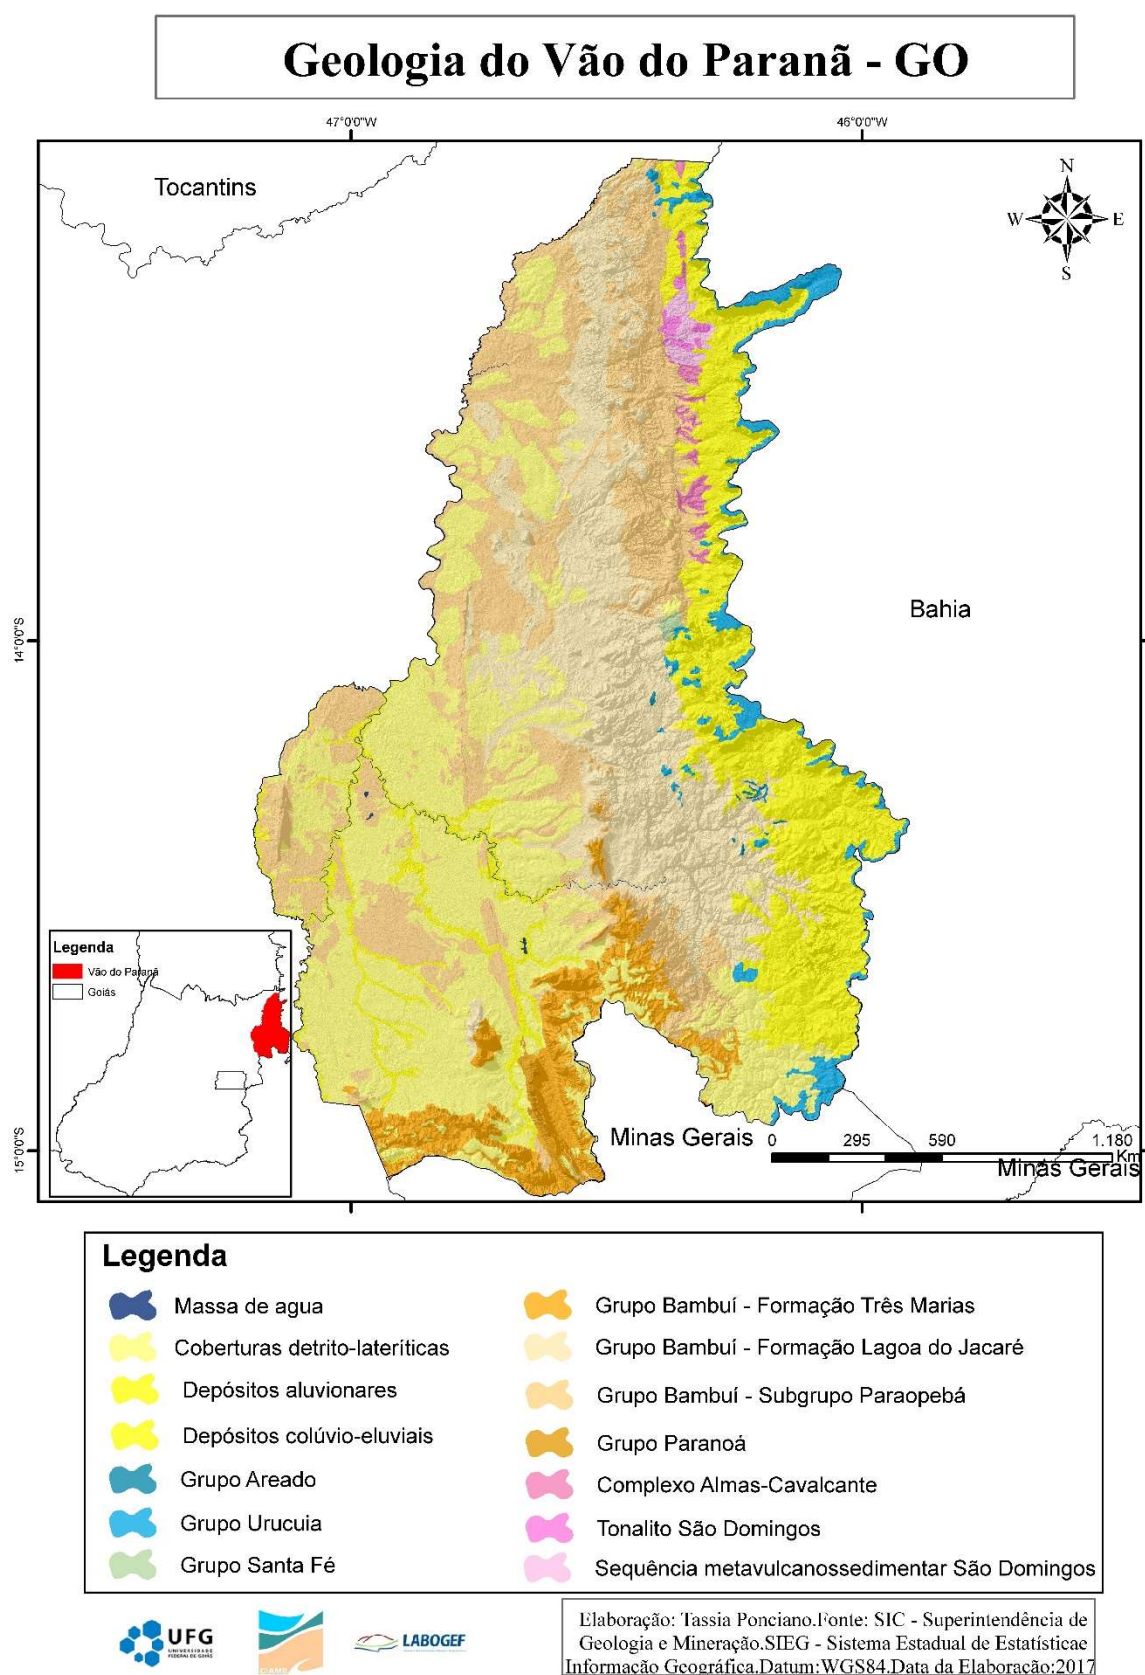 Geologia do Vão do Paranã - GO
47°0'0"W
46°0'0"W
Tocantins
N
W
E
S
Bahia
14°0'0"S
Legenda
Vão do Paranã
Goiás
15°0'0"S
Minas Gerais
0 295 590 1.180
Km
Minas Gerais
Legenda
Massa de agua
Coberturas detrito-lateríticas
Depósitos aluvionares
Depósitos colúvio-eluviais
Grupo Areado
Grupo Urucuia
Grupo Santa Fé
Grupo Bambuí - Formação Três Marias
Grupo Bambuí - Formação Lagoa do Jacaré
Grupo Bambuí - Subgrupo Paraopebá
Grupo Paranoá
Complexo Almas-Cavalcante
Tonalito São Domingos
Sequência metavulcanossedimentar São Domingos
UFG
UNIVERSIDADE
FEDERAL DE GOIÁS
CIAMB
LABOGEF
Elaboração: Tassia Ponciano.Fonte: SIC - Superintendência de
Geologia e Mineração.SIEG - Sistema Estadual de Estatísticae
Informação Geográfica.Datum:WGS84.Data da Elaboração:2017